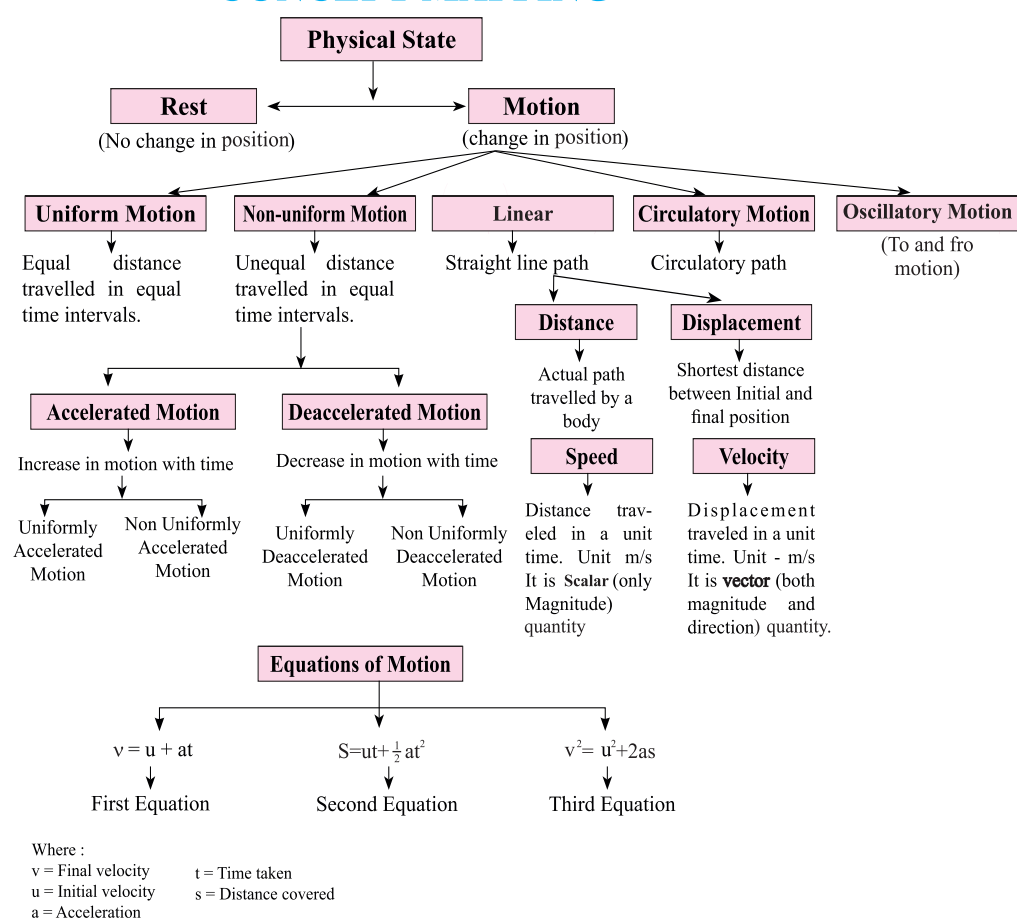 CONCEPT MAPPING
Physical State
Rest
Motion
(No change in position)
(change in position)
Uniform Motion
Non-uniform Motion
Linear
Circulatory Motion
Oscillatory Motion
Equal distance
travelled in equal
time intervals.
Unequal distance
travelled in equal
time intervals.
Straight line path
Circulatory path
(To and fro
motion)
Distance
Displacement
Actual path
travelled by a
body
Shortest distance
between Initial and
final position
Accelerated Motion
Deaccelerated Motion
Increase in motion with time
Decrease in motion with time
Speed
Velocity
Uniformly
Accelerated
Motion
Non Uniformly
Accelerated
Motion
Uniformly
Deaccelerated
Motion
Non Uniformly
Deaccelerated
Motion
Distance trav-
eled in a unit
time. Unit m/s
It is Scalar (only
Magnitude)
quantity
Displacement
traveled in a unit
time. Unit - m/s
It is vector (both
magnitude and
direction) quantity.
Equations of Motion
ν = u + at
S=ut+½at²
v²= u²+2as
First Equation
Second Equation
Third Equation
Where :
v = Final velocity
u = Initial velocity
a = Acceleration
t = Time taken
s = Distance covered